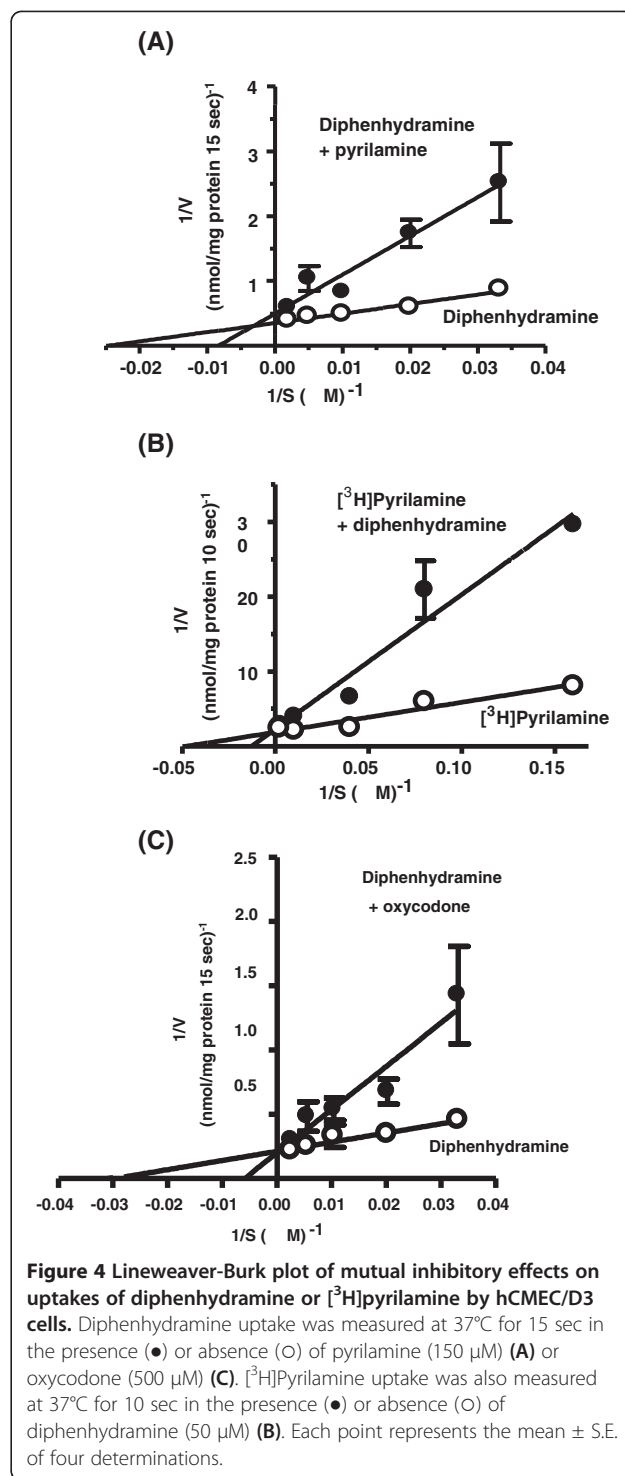 (A)
4
3
2
1
1/V
(nmol/mg protein 15 sec)⁻¹
Diphenhydramine
+ pyrilamine
Diphenhydramine
-0.02 -0.01 0.00 0.01 0.02 0.03 0.04
1/S ( M)⁻¹
(B)
3
0
20
10
1/V
(nmol/mg protein 10 sec)⁻¹
[³H]Pyrilamine
+ diphenhydramine
[³H]Pyrilamine
-0.05 0.00 0.05 0.10 0.15
1/S ( M)⁻¹
(C)
2.5
2.0
1.5
1.0
0.5
1/V
(nmol/mg protein 15 sec)⁻¹
Diphenhydramine
+ oxycodone
Diphenhydramine
-0.04 -0.04 -0.02 -0.01 0.00 0.01 0.02 0.03 0.04
1/S ( M)⁻¹
Figure 4 Lineweaver-Burk plot of mutual inhibitory effects on
uptakes of diphenhydramine or [³H]pyrilamine by hCMEC/D3
cells. Diphenhydramine uptake was measured at 37°C for 15 sec in
the presence (●) or absence (○) of pyrilamine (150 μM) (A) or
oxycodone (500 μM) (C). [³H]Pyrilamine uptake was also measured
at 37°C for 10 sec in the presence (●) or absence (○) of
diphenhydramine (50 μM) (B). Each point represents the mean ± S.E.
of four determinations.